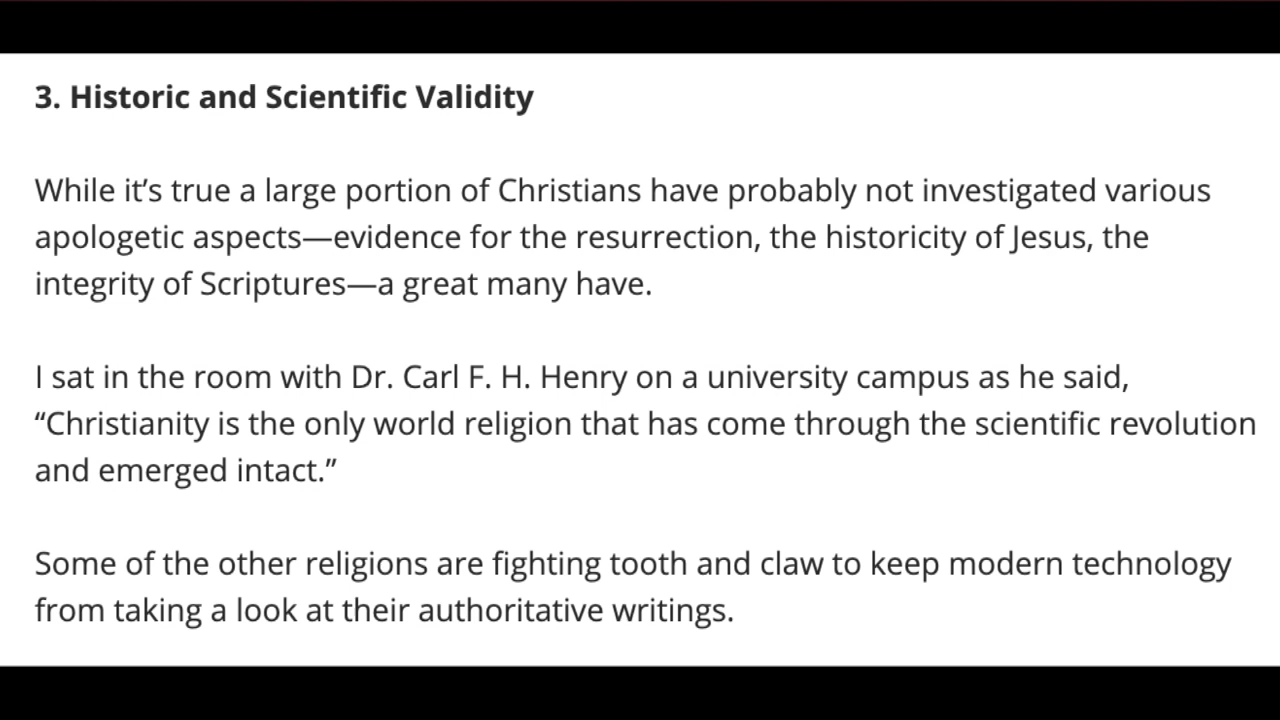 3. Historic and Scientific Validity
While it’s true a large portion of Christians have probably not investigated various
apologetic aspects—evidence for the resurrection, the historicity of Jesus, the
integrity of Scriptures—a great many have.
I sat in the room with Dr. Carl F. H. Henry on a university campus as he said,
“Christianity is the only world religion that has come through the scientific revolution
and emerged intact.”
Some of the other religions are fighting tooth and claw to keep modern technology
from taking a look at their authoritative writings.